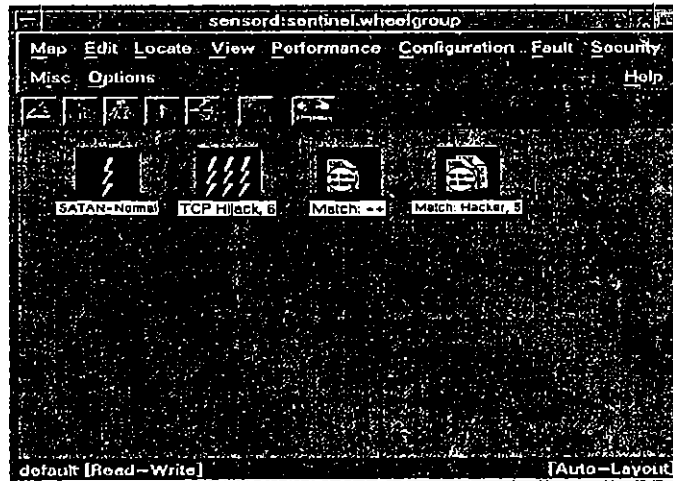 sensord:sentinel.wheelgroup
Map Edit Locate View Performance Configuration Fault Security
Misc Options Help
SATAN-Normal TCP Hijack, 6 Match: ++ Match: Hacker, 5
default [Read-Write] [Auto-Layout]